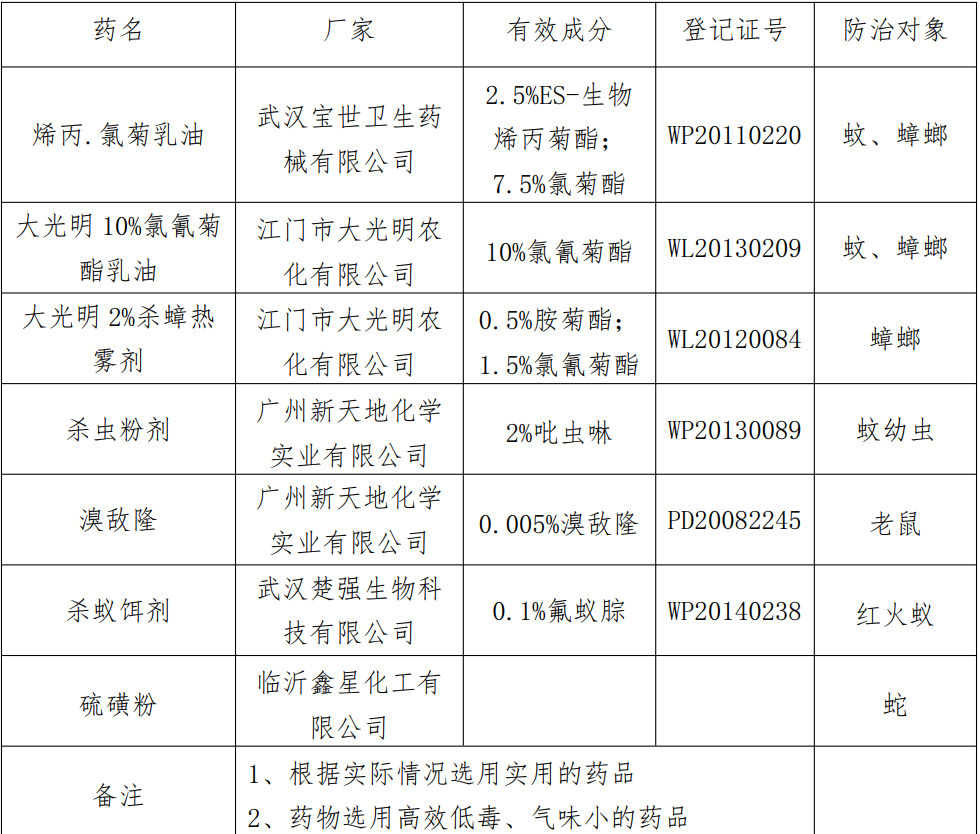 药名 厂家 有效成分 登记证号 防治对象
烯丙.氯菊乳油
武汉宝世卫生药
械有限公司
2.5%ES-生物
烯丙菊酯；
7.5%氯菊酯
WP20110220
蚊、蟑螂
大光明 10%氯氰菊
酯乳油
江门市大光明农
化有限公司
10%氯氰菊酯
WL20130209
蚊、蟑螂
大光明 2%杀蟑热
雾剂
江门市大光明农
化有限公司
0.5%胺菊酯；
1.5%氯氰菊酯
WL20120084
蟑螂
杀虫粉剂
广州新天地化学
实业有限公司
2%吡虫啉
WP20130089
蚊幼虫
溴敌隆
广州新天地化学
实业有限公司
0.005%溴敌隆
PD20082245
老鼠
杀蚁饵剂
武汉楚强生物科
技有限公司
0.1%氟蚁腙
WP20140238
红火蚁
硫磺粉
临沂鑫星化工有
限公司
蛇
备注
1、根据实际情况选用实用的药品
2、药物选用高效低毒、气味小的药品